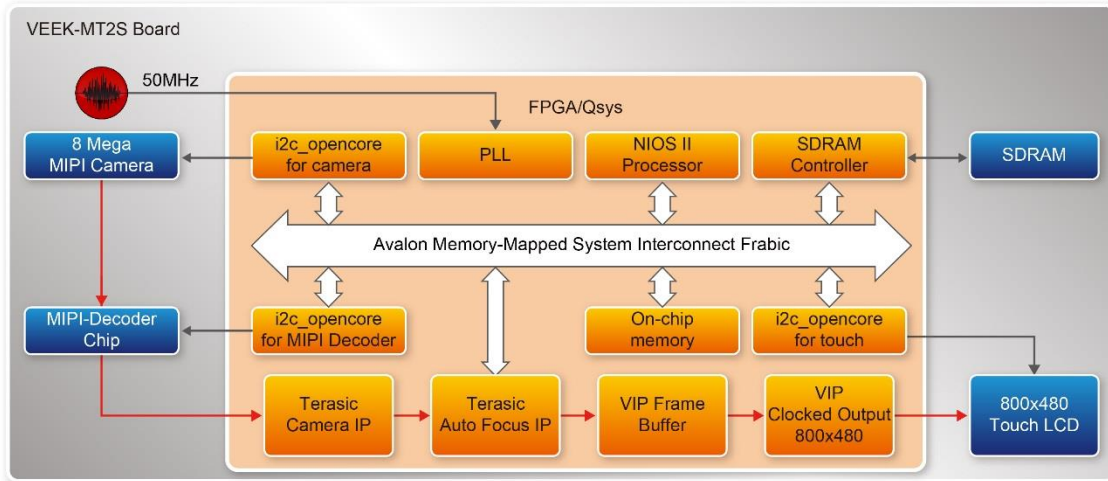 VEEK-MT2S Board
50MHz
FPGA/Qsys
8 Mega
MIPI Camera
i2c_opencore
for camera
PLL
NIOS II
Processor
SDRAM
Controller
SDRAM
Avalon Memory-Mapped System Interconnect Frabic
MIPI-Decoder
Chip
i2c_opencore
for MIPI Decoder
On-chip
memory
i2c_opencore
for touch
Terasic
Camera IP
Terasic
Auto Focus IP
VIP Frame
Buffer
VIP
Clocked Output
800x480
800x480
Touch LCD